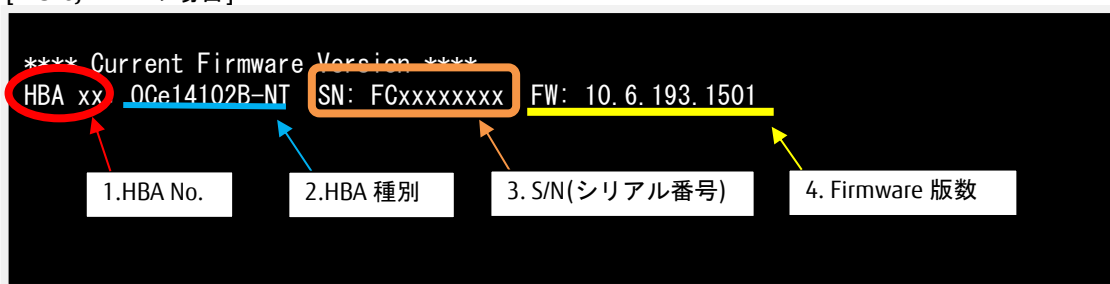 **** Current Firmware Version ****
HBA xx OCe14102B-NT SN: FCxxxxxxxx FW: 10.6.193.1501
1.HBA No.
2.HBA 種別
3. S/N(シリアル番号)
4. Firmware 版数